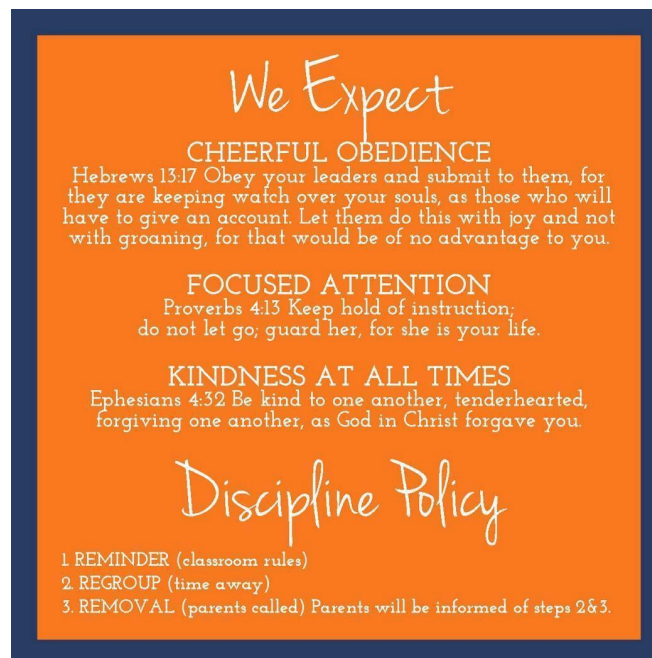 We Expect
CHEERFUL OBEDIENCE
Hebrews 13:17 Obey your leaders and submit to them, for
they are keeping watch over your souls, as those who will
have to give an account. Let them do this with joy and not
with groaning, for that would be of no advantage to you.
FOCUSED ATTENTION
Proverbs 4:13 Keep hold of instruction;
do not let go; guard her, for she is your life.
KINDNESS AT ALL TIMES
Ephesians 4:32 Be kind to one another, tenderhearted,
forgiving one another, as God in Christ forgave you.
Discipline Policy
1. REMINDER (classroom rules)
2. REGROUP (time away)
3. REMOVAL (parents called) Parents will be informed of steps 2&3.